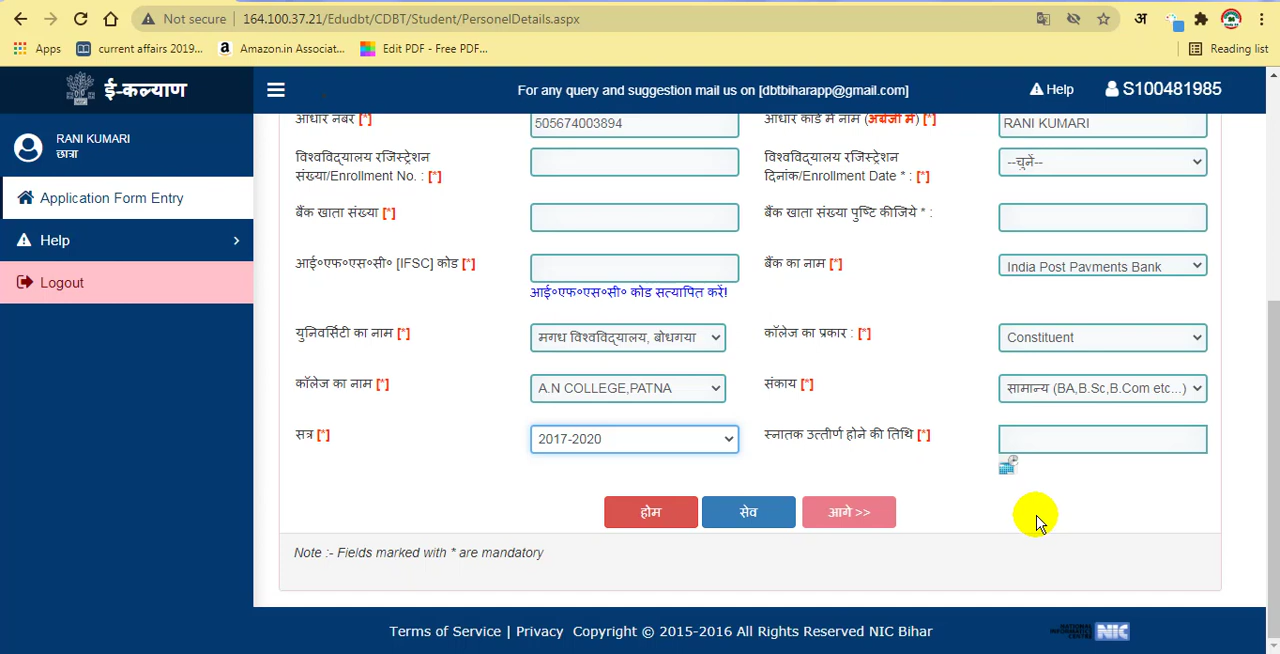 Not secure | 164.100.37.21/Edudbt/CDBT/Student/PersonelDetails.aspx अ
Apps current affairs 2019... a Amazon.in Associat... Edit PDF - Free PDF... Reading list
ई-कल्याण For any query and suggestion mail us on [dbtbiharapp@gmail.com] Help S100481985
RANI KUMARI
छात्रा
Application Form Entry
Help
Logout
आधार नंबर [*] 505674003894 आधार कार्ड में नाम (अंग्रेजी में) [*] RANI KUMARI
विश्वविद्यालय रजिस्ट्रेशन संख्या/Enrollment No. : [*] विश्वविद्यालय रजिस्ट्रेशन दिनांक/Enrollment Date * : [*] --चुनें--
बैंक खाता संख्या [*] बैंक खाता संख्या पुष्टि कीजिये * :
आई०एफ०एस०सी० [IFSC] कोड [*] बैंक का नाम [*] India Post Payments Bank
आई०एफ०एस०सी० कोड सत्यापित करें!
युनिवर्सिटी का नाम [*] मगध विश्वविद्यालय, बोधगया कॉलेज का प्रकार : [*] Constituent
कॉलेज का नाम [*] A.N COLLEGE,PATNA संकाय [*] सामान्य (BA,B.Sc,B.Com etc...)
सत्र [*] 2017-2020 स्नातक उत्तीर्ण होने की तिथि [*]
होम सेव आगे >>
Note :- Fields marked with * are mandatory
Terms of Service | Privacy Copyright © 2015-2016 All Rights Reserved NIC Bihar NIC